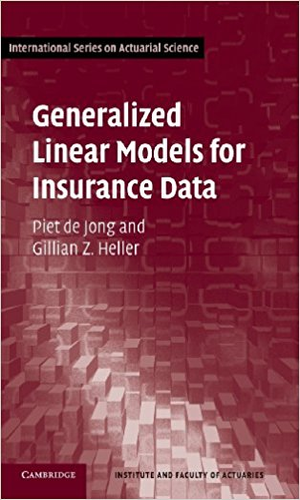 International Series on Actuarial Science
Generalized
Linear Models for
Insurance Data
Piet de Jong and
Gillian Z. Heller
CAMBRIDGE
INSTITUTE AND FACULTY OF ACTUARIES